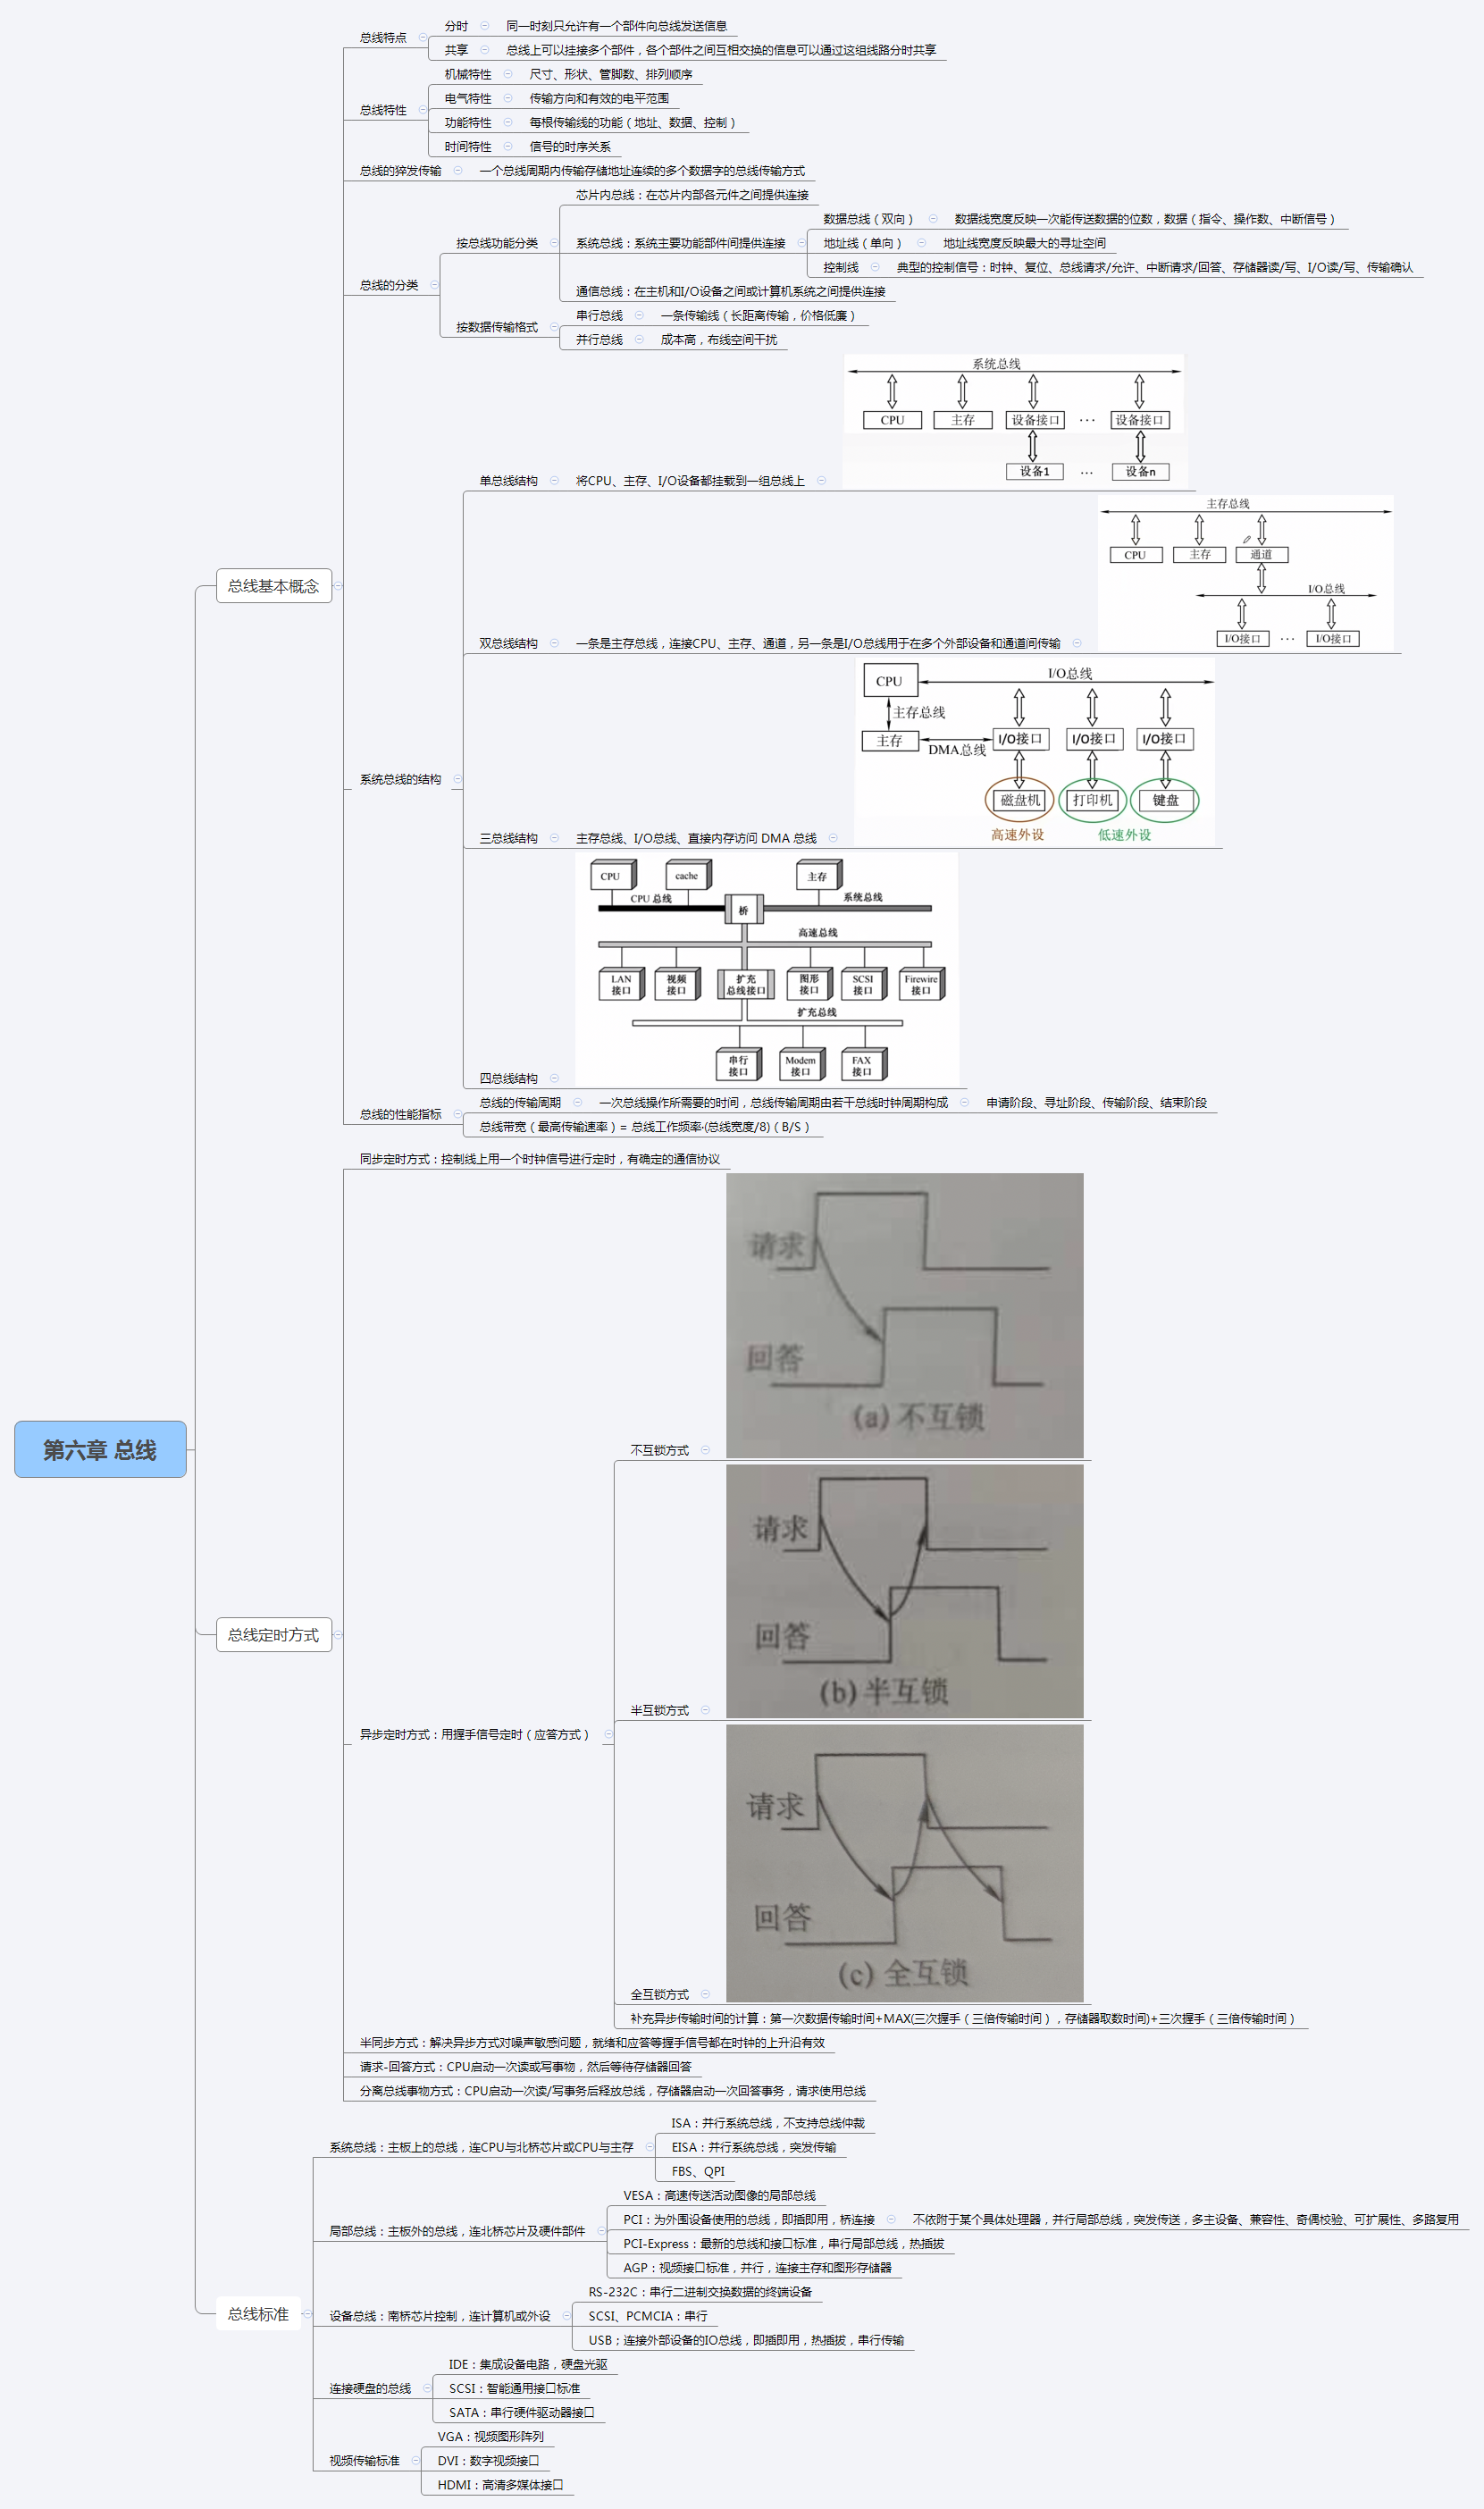 第六章 总线
总线基本概念
总线特点
分时
同一时刻只允许有一个部件向总线发送信息
共享
总线上可以挂接多个部件，各个部件之间互相交换的信息可以通过这组线路分时共享
总线特性
机械特性
尺寸、形状、管脚数、排列顺序
电气特性
传输方向和有效的电平范围
功能特性
每根传输线的功能（地址、数据、控制）
时间特性
信号的时序关系
总线的猝发传输
一个总线周期内传输存储地址连续的多个数据字的总线传输方式
总线的分类
按总线功能分类
芯片内总线：在芯片内部各元件之间提供连接
系统总线：系统主要功能部件间提供连接
数据总线（双向）
数据线宽度反映一次能传送数据的位数，数据（指令、操作数、中断信号）
地址线（单向）
地址线宽度反映最大的寻址空间
控制线
典型的控制信号：时钟、复位、总线请求/允许、中断请求/回答、存储器读/写、I/O读/写、传输确认
通信总线：在主机和I/O设备之间或计算机系统之间提供连接
按数据传输格式
串行总线
一条传输线（长距离传输，价格低廉）
并行总线
成本高，布线空间干扰
系统总线的结构
单总线结构
将CPU、主存、I/O设备都挂载到一组总线上
系统总线
CPU 主存 设备接口 ··· 设备接口
设备1 ··· 设备n
双总线结构
一条是主存总线，连接CPU、主存、通道，另一条是I/O总线用于在多个外部设备和通道间传输
主存总线
CPU 主存 通道
I/O总线
I/O接口 ··· I/O接口
三总线结构
主存总线、I/O总线、直接内存访问 DMA 总线
CPU I/O总线
主存总线
主存 DMA总线 I/O接口 I/O接口 I/O接口
磁盘机 打印机 键盘
高速外设 低速外设
四总线结构
CPU cache 主存
CPU 总线 桥 系统总线
高速总线
LAN 视频 扩充 图形 SCSI Firewire
接口 接口 总线接口 接口 接口 接口
扩充总线
串行 Modem FAX
接口 接口 接口
总线的性能指标
总线的传输周期
一次总线操作所需要的时间，总线传输周期由若干总线时钟周期构成
申请阶段、寻址阶段、传输阶段、结束阶段
总线带宽（最高传输速率）= 总线工作频率·(总线宽度/8)（B/S）
总线定时方式
同步定时方式：控制线上用一个时钟信号进行定时，有确定的通信协议
异步定时方式：用握手信号定时（应答方式）
不互锁方式
请求
回答
(a) 不互锁
半互锁方式
请求
回答
(b) 半互锁
全互锁方式
请求
回答
(c) 全互锁
补充异步传输时间的计算：第一次数据传输时间+MAX(三次握手（三倍传输时间），存储器取数时间)+三次握手（三倍传输时间）
半同步方式：解决异步方式对噪声敏感问题，就绪和应答等握手信号都在时钟的上升沿有效
请求-回答方式：CPU启动一次读或写事物，然后等待存储器回答
分离总线事物方式：CPU启动一次读/写事务后释放总线，存储器启动一次回答事务，请求使用总线
总线标准
系统总线：主板上的总线，连CPU与北桥芯片或CPU与主存
ISA：并行系统总线，不支持总线仲裁
EISA：并行系统总线，突发传输
FBS、QPI
局部总线：主板外的总线，连北桥芯片及硬件部件
VESA：高速传送活动图像的局部总线
PCI：为外围设备使用的总线，即插即用，桥连接
不依附于某个具体处理器，并行局部总线，突发传送，多主设备、兼容性、奇偶校验、可扩展性、多路复用
PCI-Express：最新的总线和接口标准，串行局部总线，热插拔
AGP：视频接口标准，并行，连接主存和图形存储器
设备总线：南桥芯片控制，连计算机或外设
RS-232C：串行二进制交换数据的终端设备
SCSI、PCMCIA：串行
USB；连接外部设备的IO总线，即插即用，热插拔，串行传输
连接硬盘的总线
IDE：集成设备电路，硬盘光驱
SCSI：智能通用接口标准
SATA：串行硬件驱动器接口
视频传输标准
VGA：视频图形阵列
DVI：数字视频接口
HDMI：高清多媒体接口